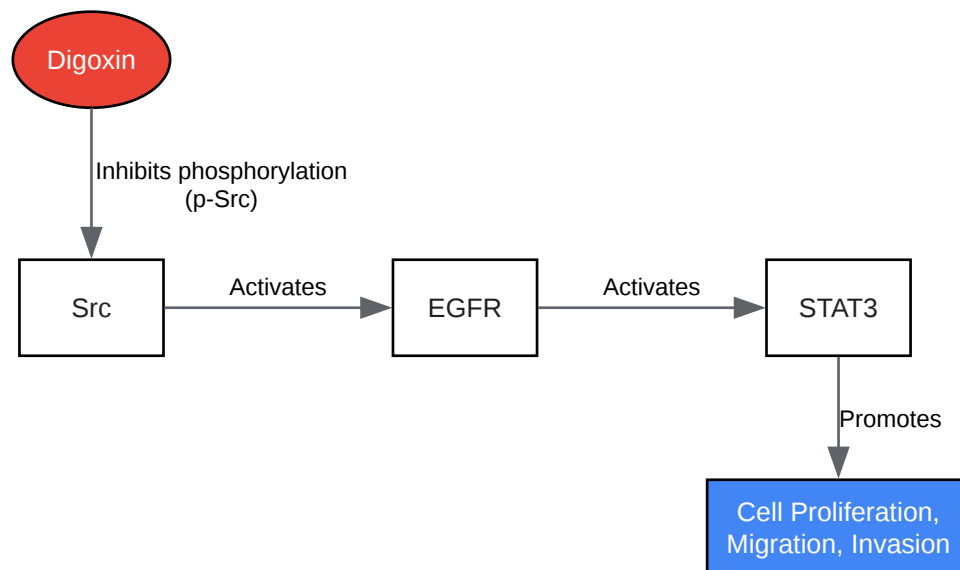 Digoxin
Inhibits phosphorylation
(p-Src)
Src
Activates
EGFR
Activates
STAT3
Promotes
Cell Proliferation,
Migration, Invasion